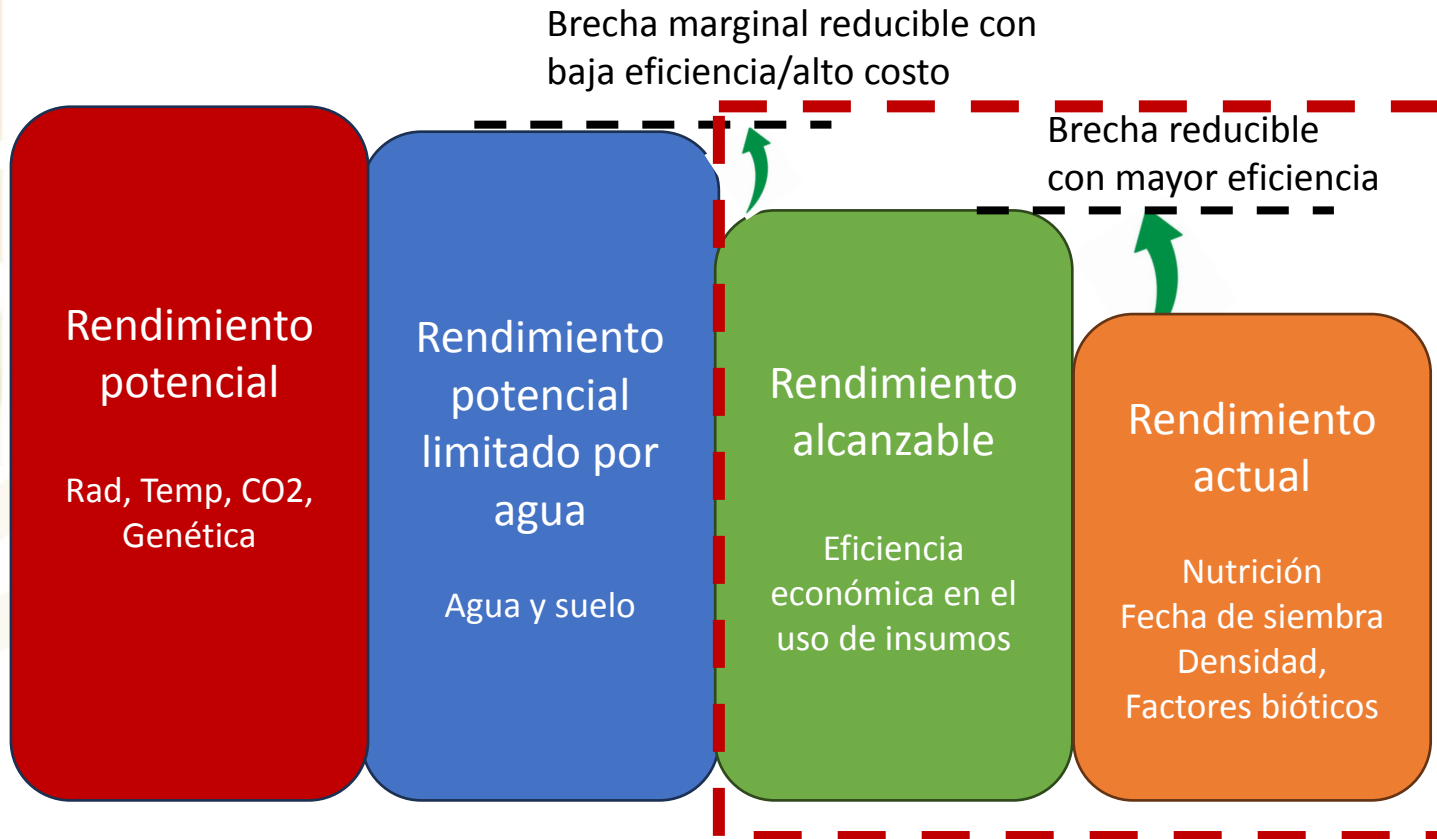 Brecha marginal reducible con
baja eficiencia/alto costo
Brecha reducible
con mayor eficiencia
Rendimiento
potencial
Rad, Temp, CO2,
Genética
Rendimiento
potencial
limitado por
agua
Agua y suelo
Rendimiento
alcanzable
Eficiencia
económica en el
uso de insumos
Rendimiento
actual
Nutrición
Fecha de siembra
Densidad,
Factores bióticos